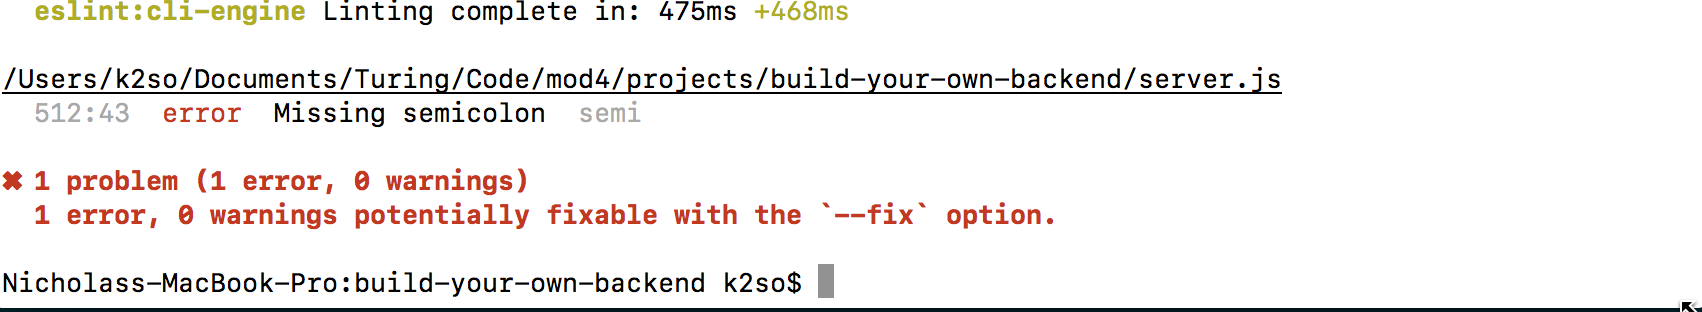 eslint:cli-engine Linting complete in: 475ms +468ms
/Users/k2so/Documents/Turing/Code/mod4/projects/build-your-own-backend/server.js
512:43 error Missing semicolon semi
✖ 1 problem (1 error, 0 warnings)
1 error, 0 warnings potentially fixable with the `--fix` option.
Nicholass-MacBook-Pro:build-your-own-backend k2so$